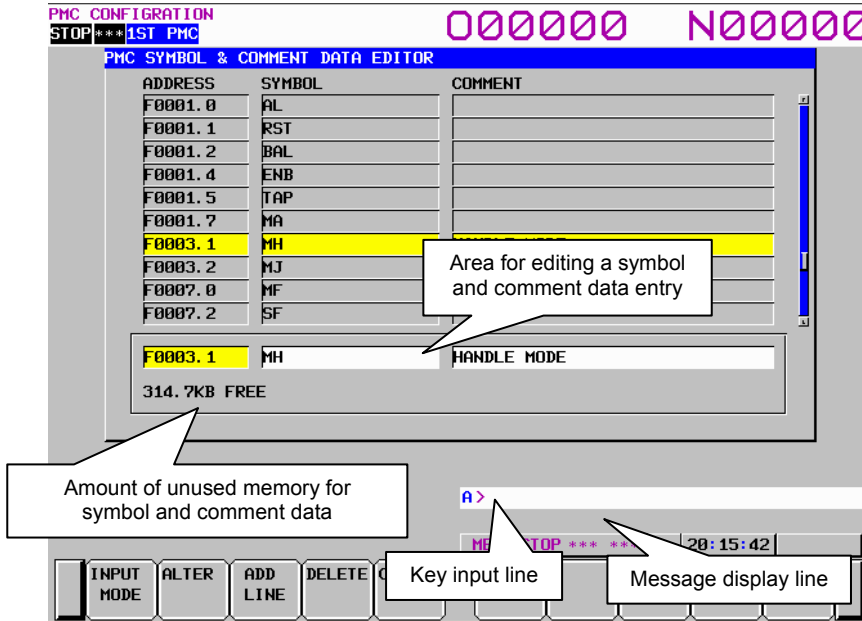 PMC CONFIGRATION
O00000 N00000
STOP *** 1ST PMC
PMC SYMBOL & COMMENT DATA EDITOR
ADDRESS SYMBOL COMMENT
F0001.0 AL
F0001.1 RST
F0001.2 BAL
F0001.4 ENB
F0001.5 TAP
F0001.7 MA
F0003.1 MH
F0003.2 MJ
F0007.0 MF
F0007.2 SF
Area for editing a symbol
and comment data entry
F0003.1 MH HANDLE MODE
314.7KB FREE
Amount of unused memory for
symbol and comment data
A>
STOP *** 20:15:42
Key input line
Message display line
INPUT MODE ALTER ADD LINE DELETE